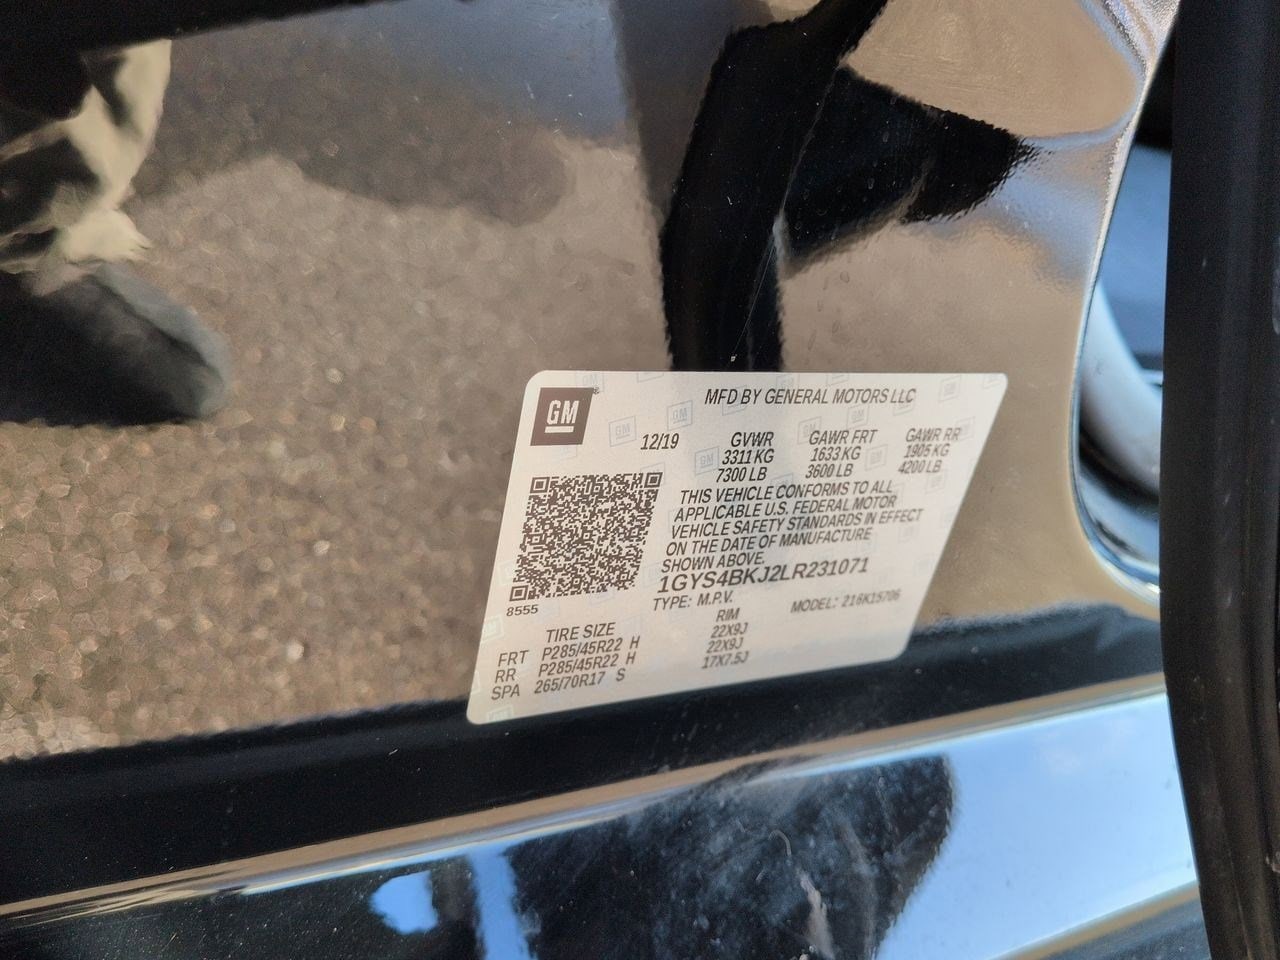 GM
MFD BY GENERAL MOTORS LLC
12/19 GVWR GAWR FRT GAWR RR
3311 KG 1633 KG 1905 KG
7300 LB 3600 LB 4200 LB
THIS VEHICLE CONFORMS TO ALL
APPLICABLE U.S. FEDERAL MOTOR
VEHICLE SAFETY STANDARDS IN EFFECT
ON THE DATE OF MANUFACTURE
SHOWN ABOVE.
1GYS4BKJ2LR231071
8555 TYPE: M.P.V. MODEL: 216K15706
TIRE SIZE RIM
FRT P285/45R22 H 22X9J
RR P285/45R22 H 22X9J
SPA 265/70R17 S 17X7.5J